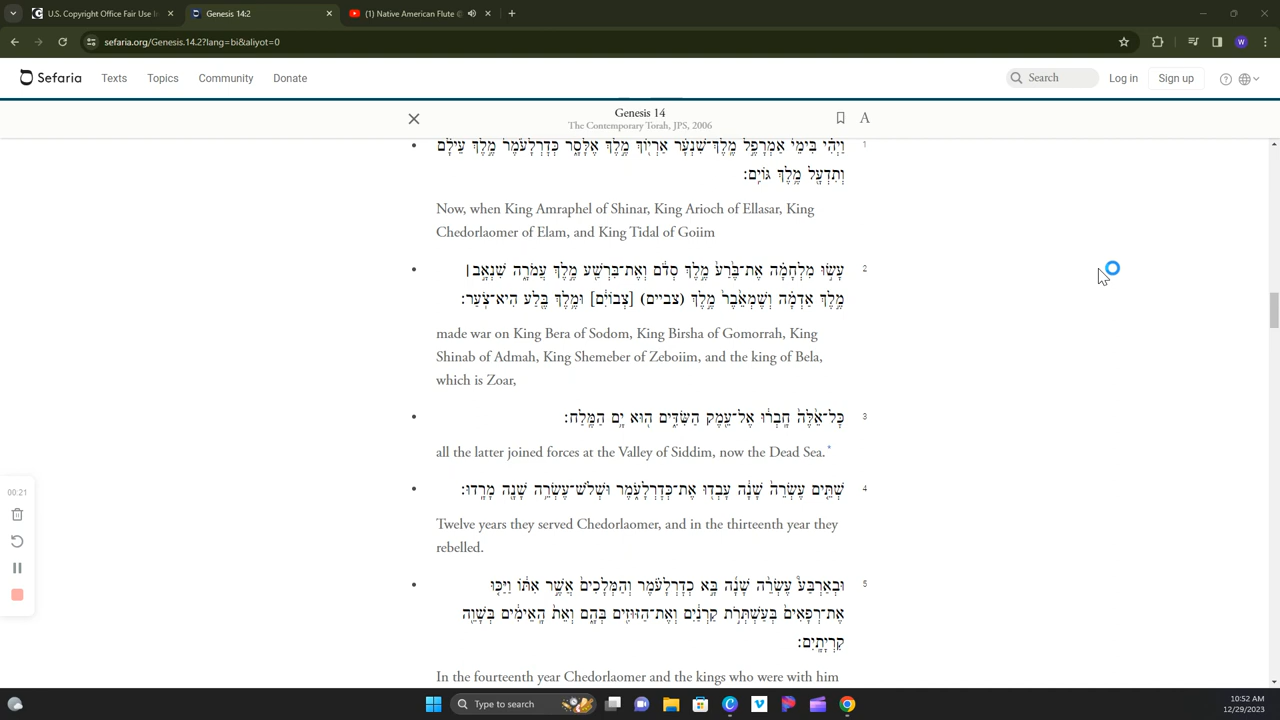 U.S. Copyright Office Fair Use I
Genesis 14:2
(1) Native American Flute
sefaria.org/Genesis.14.2?lang=bi&aliyot=0
W
Sefaria
Texts
Topics
Community
Donate
Search
Log in
Sign up
Genesis 14
The Contemporary Torah, JPS, 2006
A
1
וַיְהִ֗י בִּימֵי֙ אַמְרָפֶ֣ל מֶֽלֶךְ־שִׁנְעָ֔ר אַרְי֖וֹךְ מֶ֣לֶךְ אֶלָּסָ֑ר כְּדׇרְלָעֹ֙מֶר֙ מֶ֣לֶךְ עֵילָ֔ם
וְתִדְעָ֖ל מֶ֥לֶךְ גּוֹיִֽם׃
Now, when King Amraphel of Shinar, King Arioch of Ellasar, King
Chedorlaomer of Elam, and King Tidal of Goiim
2
עָשׂ֣וּ מִלְחָמָ֗ה אֶת־בֶּ֙רַע֙ מֶ֣לֶךְ סְדֹ֔ם וְאֶת־בִּרְשַׁ֖ע מֶ֣לֶךְ עֲמֹרָ֑ה שִׁנְאָ֣ב ׀
מֶ֣לֶךְ אַדְמָ֗ה וְשֶׁמְאֵ֙בֶר֙ מֶ֣לֶךְ (צביים) [צְבוֹיִ֔ם] וּמֶ֥לֶךְ בֶּ֖לַע הִיא־צֹֽעַר׃
made war on King Bera of Sodom, King Birsha of Gomorrah, King
Shinab of Admah, King Shemeber of Zeboiim, and the king of Bela,
which is Zoar,
3
כׇּל־אֵ֙לֶּה֙ חָֽבְר֔וּ אֶל־עֵ֖מֶק הַשִּׂדִּ֑ים ה֖וּא יָ֥ם הַמֶּֽלַח׃
all the latter joined forces at the Valley of Siddim, now the Dead Sea.*
4
שְׁתֵּ֤ים עֶשְׂרֵה֙ שָׁנָ֔ה עָבְד֖וּ אֶת־כְּדׇרְלָעֹ֑מֶר וּשְׁלֹשׁ־עֶשְׂרֵ֥ה שָׁנָ֖ה מָרָֽדוּ׃
Twelve years they served Chedorlaomer, and in the thirteenth year they
rebelled.
5
וּבְאַרְבַּע֩ עֶשְׂרֵ֨ה שָׁנָ֜ה בָּ֣א כְדׇרְלָעֹ֗מֶר וְהַמְּלָכִים֙ אֲשֶׁ֣ר אִתּ֔וֹ וַיַּכּ֤וּ
אֶת־רְפָאִים֙ בְּעַשְׁתְּרֹ֣ת קַרְנַ֔יִם וְאֶת־הַזּוּזִ֖ים בְּהָ֑ם וְאֵת֙ הָֽאֵימִ֔ים בְּשָׁוֵ֖ה
קִרְיָתָֽיִם׃
In the fourteenth year Chedorlaomer and the kings who were with him
00:21
Type to search
10:52 AM
12/29/2023